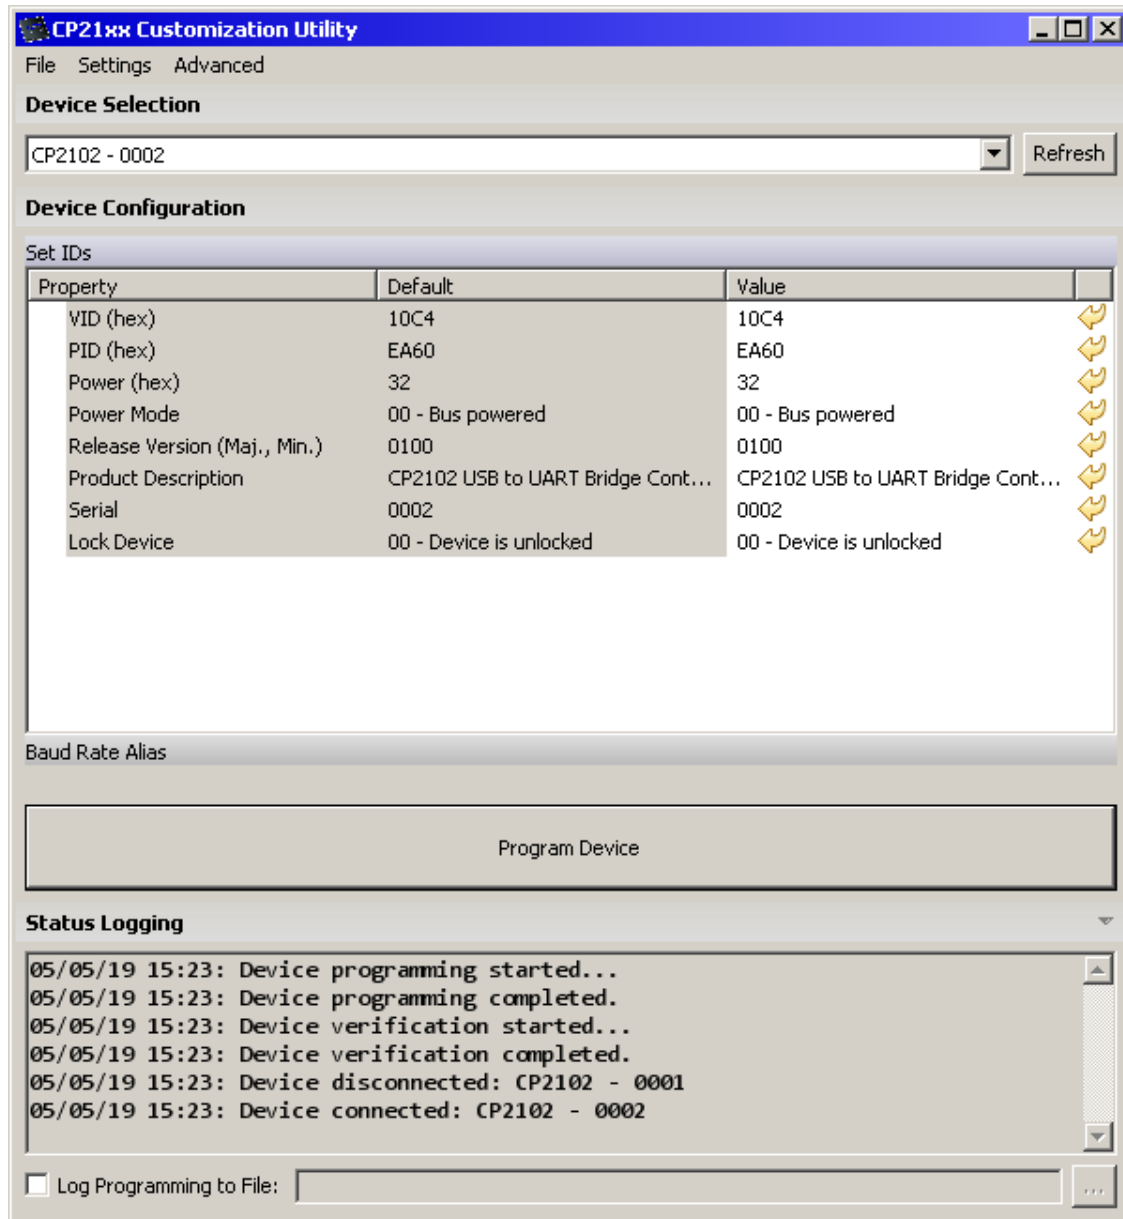 CP21xx Customization Utility
File Settings Advanced
Device Selection
CP2102 - 0002 Refresh
Device Configuration
Set IDs
Property Default Value
VID (hex) 10C4 10C4
PID (hex) EA60 EA60
Power (hex) 32 32
Power Mode 00 - Bus powered 00 - Bus powered
Release Version (Maj., Min.) 0100 0100
Product Description CP2102 USB to UART Bridge Cont... CP2102 USB to UART Bridge Cont...
Serial 0002 0002
Lock Device 00 - Device is unlocked 00 - Device is unlocked
Baud Rate Alias
Program Device
Status Logging
05/05/19 15:23: Device programming started...
05/05/19 15:23: Device programming completed.
05/05/19 15:23: Device verification started...
05/05/19 15:23: Device verification completed.
05/05/19 15:23: Device disconnected: CP2102 - 0001
05/05/19 15:23: Device connected: CP2102 - 0002
Log Programming to File: ...